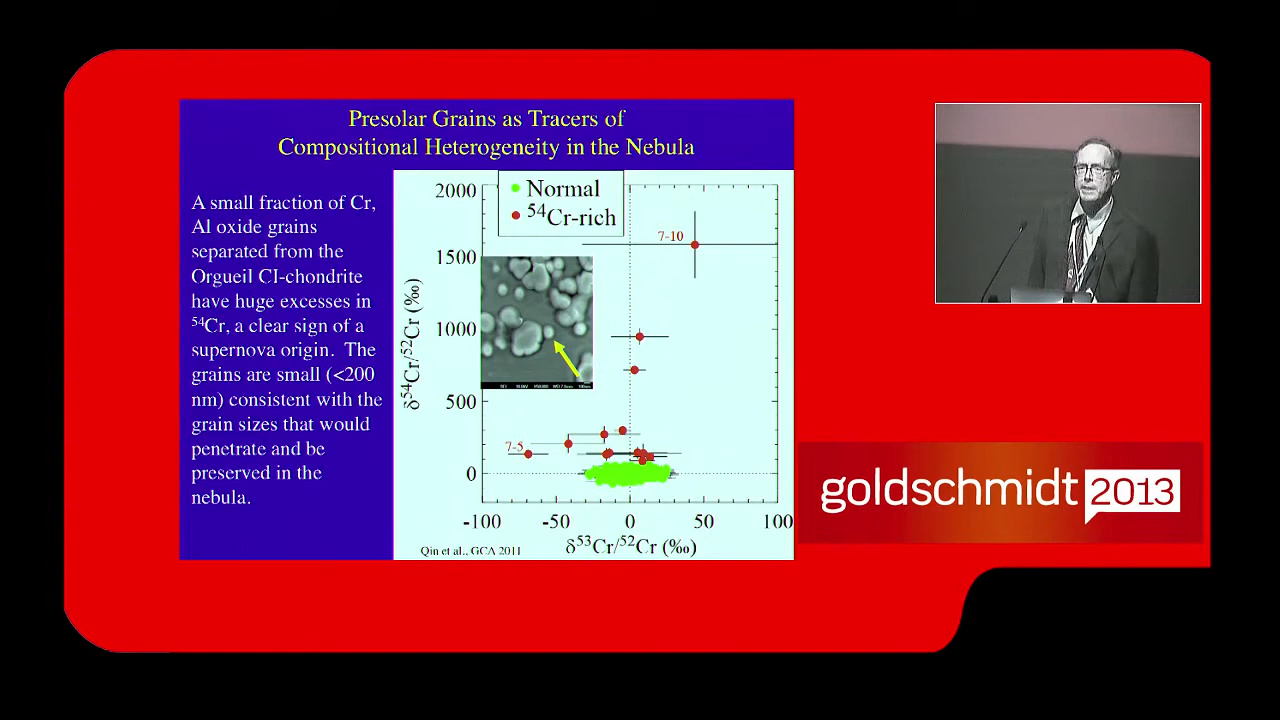 Presolar Grains as Tracers of
Compositional Heterogeneity in the Nebula
A small fraction of Cr,
Al oxide grains
separated from the
Orgueil CI-chondrite
have huge excesses in
⁵⁴Cr, a clear sign of a
supernova origin. The
grains are small (<200
nm) consistent with the
grain sizes that would
penetrate and be
preserved in the
nebula.
Normal
⁵⁴Cr-rich
2000
1500
1000
500
0
δ⁵⁴Cr/⁵²Cr (‰)
7-10
7-5
-100
-50
0
50
100
δ⁵³Cr/⁵²Cr (‰)
Qin et al., GCA 2011
goldschmidt 2013